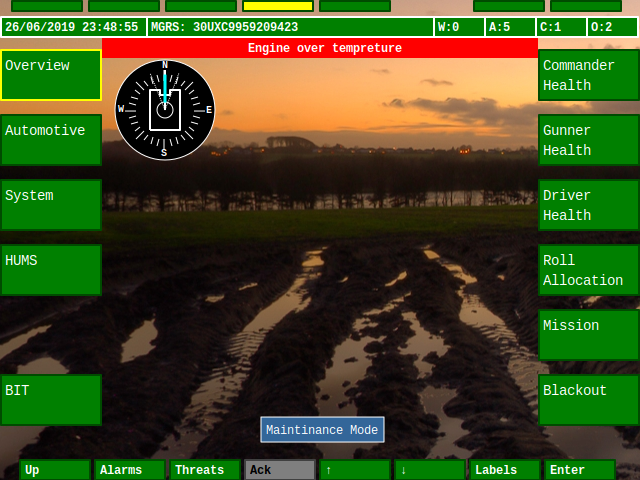 26/06/2019 23:48:55 MGRS: 30UXC9959209423 W:0 A:5 C:1 O:2
Engine over tempreture
N
W E
S
Overview
Automotive
System
HUMS
BIT
Commander
Health
Gunner
Health
Driver
Health
Roll
Allocation
Mission
Blackout
Maintinance Mode
Up Alarms Threats Ack ↑ ↓ Labels Enter